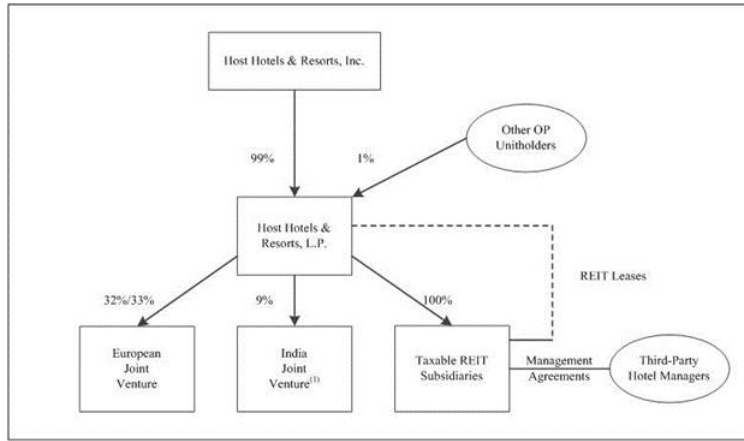 Host Hotels & Resorts, Inc.
Other OP
Unitholders
99%
1%
Host Hotels &
Resorts, L.P.
REIT Leases
32%/33%
9%
100%
European
Joint
Venture
India
Joint
Venture(1)
Taxable REIT
Subsidiaries
Management
Agreements
Third-Party
Hotel Managers